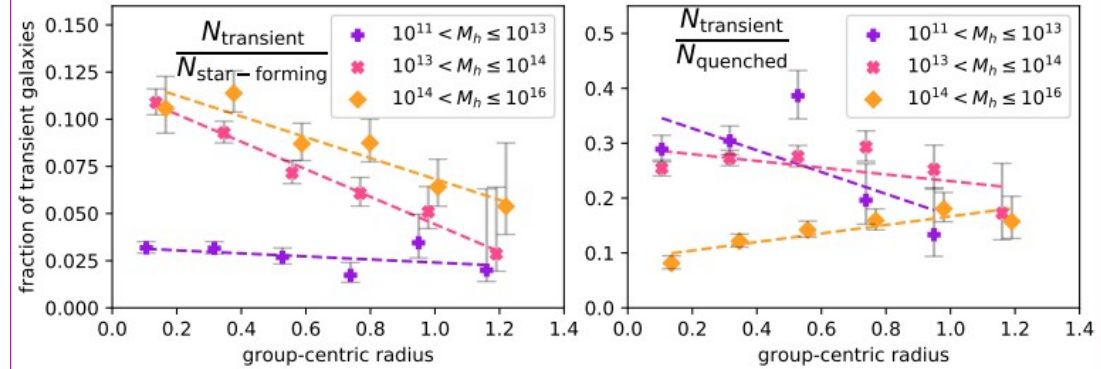 fraction of transient galaxies
0.150
0.125
0.100
0.075
0.050
0.025
0.000
N_transient
N_star−forming
10^11 < M_h ≤ 10^13
10^13 < M_h ≤ 10^14
10^14 < M_h ≤ 10^16
0.0 0.2 0.4 0.6 0.8 1.0 1.2 1.4
group-centric radius
0.5
0.4
0.3
0.2
0.1
0.0
N_transient
N_quenched
10^11 < M_h ≤ 10^13
10^13 < M_h ≤ 10^14
10^14 < M_h ≤ 10^16
0.0 0.2 0.4 0.6 0.8 1.0 1.2 1.4
group-centric radius